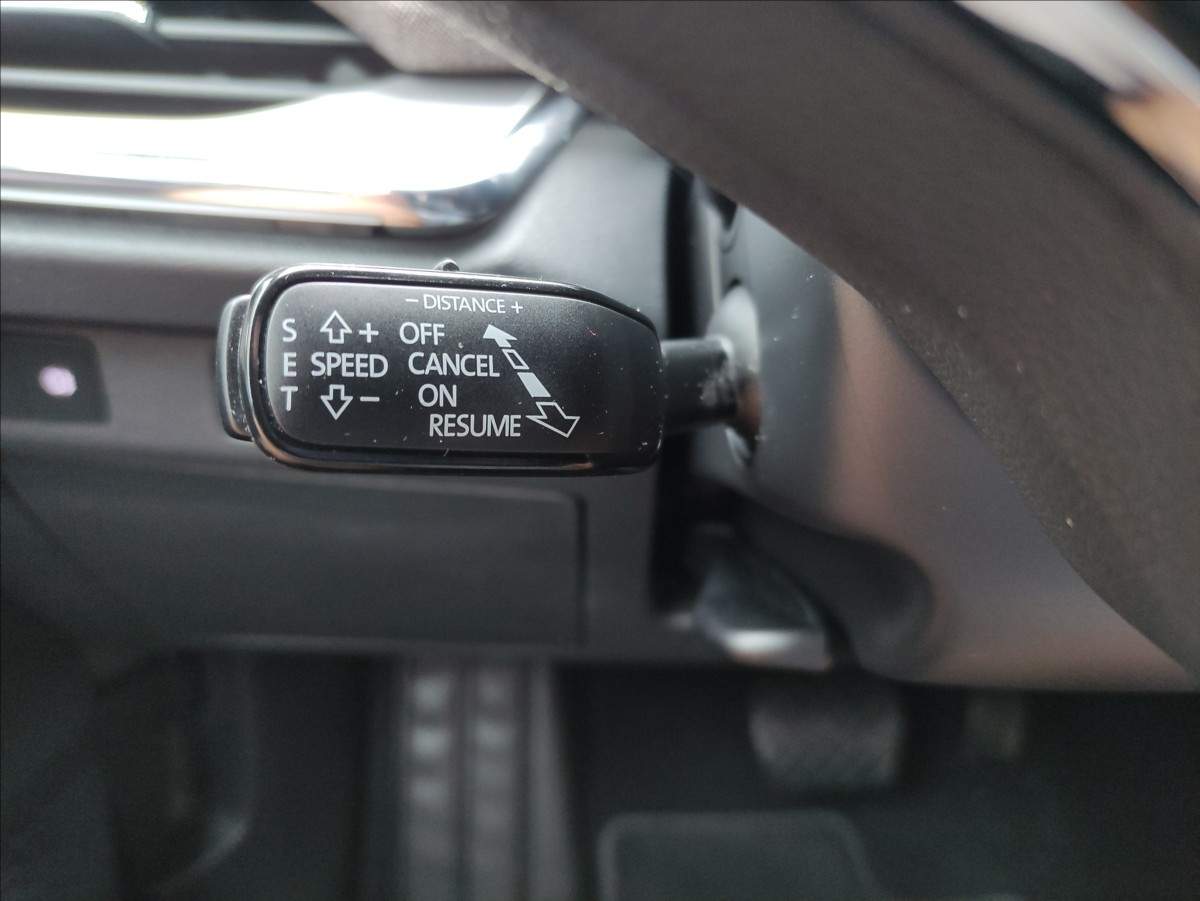 − DISTANCE +
S + OFF
E SPEED CANCEL
T − ON
RESUME